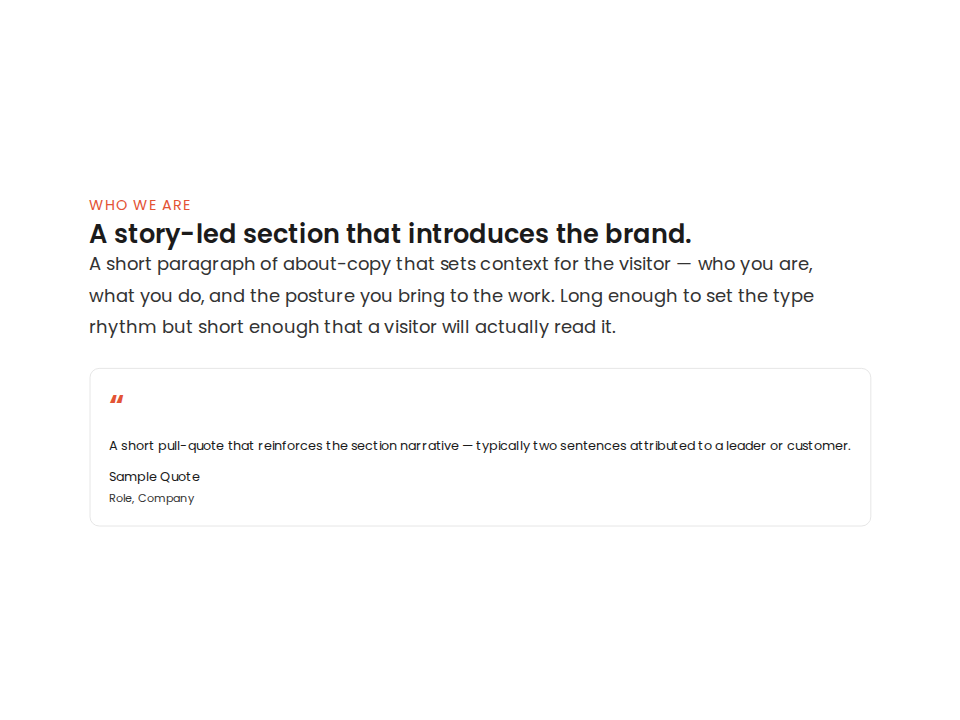 WHO WE ARE
A story-led section that introduces the brand.
A short paragraph of about-copy that sets context for the visitor — who you are,
what you do, and the posture you bring to the work. Long enough to set the type
rhythm but short enough that a visitor will actually read it.
“
A short pull-quote that reinforces the section narrative — typically two sentences attributed to a leader or customer.
Sample Quote
Role, Company